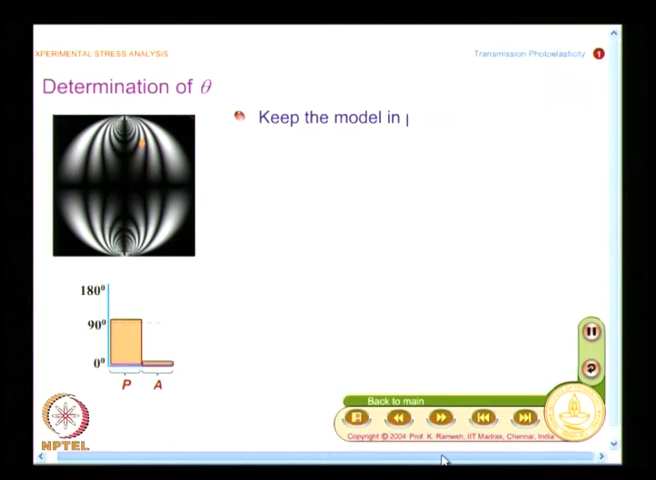 XPERIMENTAL STRESS ANALYSIS
Transmission Photoelasticity 1
Determination of θ
Keep the model in p
180⁰
90⁰
0⁰
P A
NPTEL
Back to main
Copyright © 2004 Prof. K. Ramesh, IIT Madras, Chennai, India